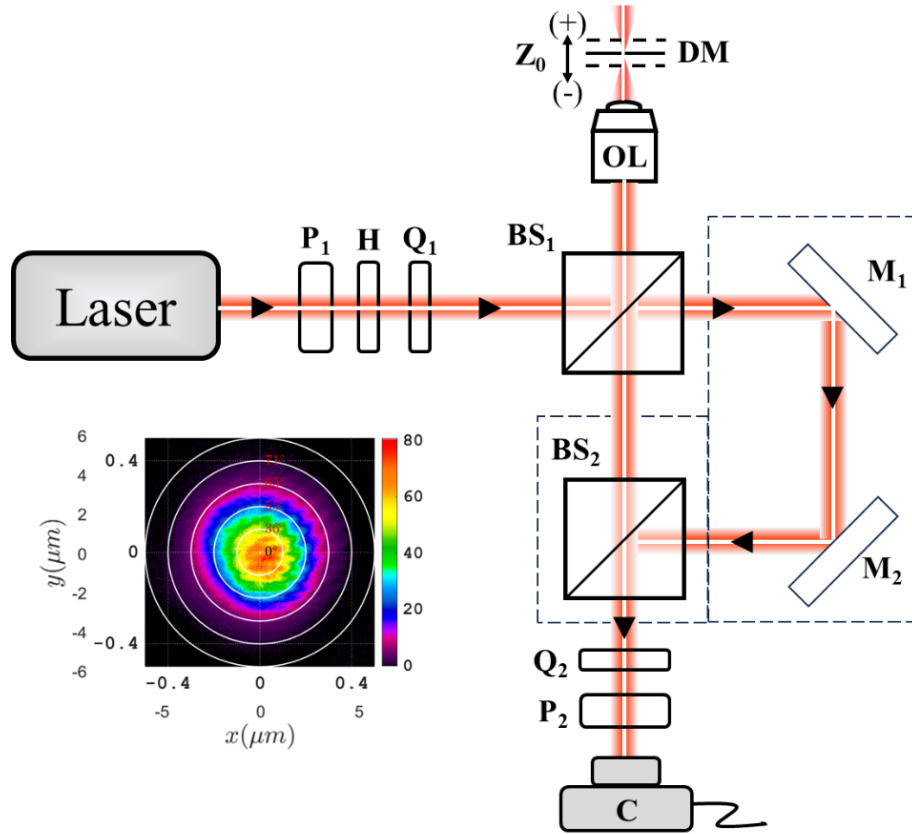 (+)
Z₀
DM
(-)
OL
P₁
H
Q₁
BS₁
M₁
Laser
6
4
2
0
-2
-4
-6
y(μm)
0.4
0
-0.4
71°
36°
0°
80
60
40
20
0
-0.4
0
0.4
-5
0
5
x(μm)
BS₂
M₂
Q₂
P₂
C